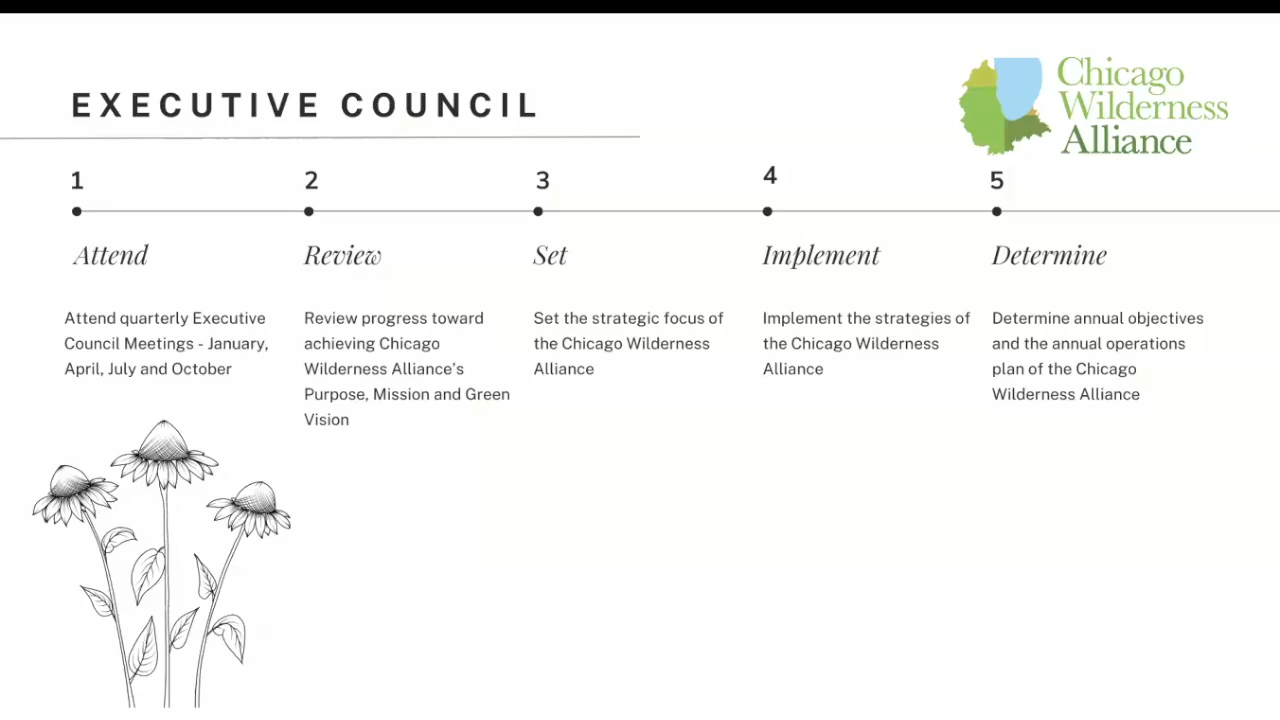 EXECUTIVE COUNCIL
Chicago
Wilderness
Alliance
1
Attend
Attend quarterly Executive
Council Meetings - January,
April, July and October
2
Review
Review progress toward
achieving Chicago
Wilderness Alliance's
Purpose, Mission and Green
Vision
3
Set
Set the strategic focus of
the Chicago Wilderness
Alliance
4
Implement
Implement the strategies of
the Chicago Wilderness
Alliance
5
Determine
Determine annual objectives
and the annual operations
plan of the Chicago
Wilderness Alliance